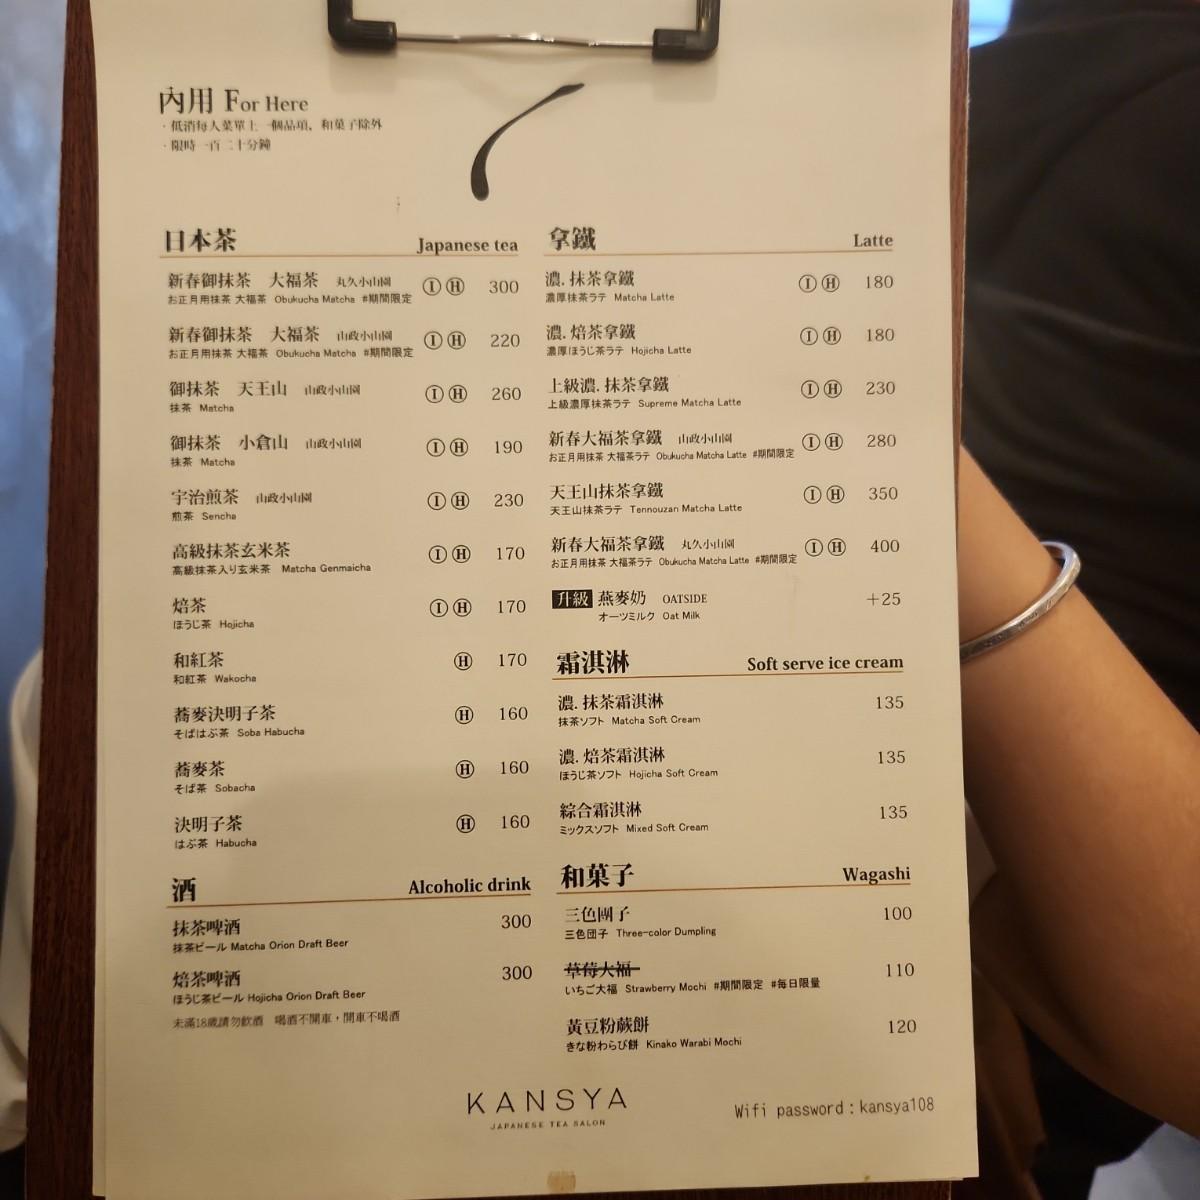 內用 For Here
· 低消每人菜單上一個品項、和菓子除外
· 限時一百二十分鐘
日本茶 Japanese tea
新春御抹茶 大福茶 丸久小山園 Ⓘ Ⓗ 300
お正月用抹茶 大福茶 Obukucha Matcha #期間限定
新春御抹茶 大福茶 山政小山園 Ⓘ Ⓗ 220
お正月用抹茶 大福茶 Obukucha Matcha #期間限定
御抹茶 天王山 山政小山園 Ⓘ Ⓗ 260
抹茶 Matcha
御抹茶 小倉山 山政小山園 Ⓘ Ⓗ 190
抹茶 Matcha
宇治煎茶 山政小山園 Ⓘ Ⓗ 230
煎茶 Sencha
高級抹茶玄米茶 Ⓘ Ⓗ 170
高級抹茶入り玄米茶 Matcha Genmaicha
焙茶 Ⓘ Ⓗ 170
ほうじ茶 Hojicha
和紅茶 Ⓗ 170
和紅茶 Wakocha
蕎麥決明子茶 Ⓗ 160
そばはぶ茶 Soba Habucha
蕎麥茶 Ⓗ 160
そば茶 Sobacha
決明子茶 Ⓗ 160
はぶ茶 Habucha
酒 Alcoholic drink
抹茶啤酒 300
抹茶ビール Matcha Orion Draft Beer
焙茶啤酒 300
ほうじ茶ビール Hojicha Orion Draft Beer
未滿18歲請勿飲酒 喝酒不開車，開車不喝酒
拿鐵 Latte
濃. 抹茶拿鐵 Ⓘ Ⓗ 180
濃厚抹茶ラテ Matcha Latte
濃. 焙茶拿鐵 Ⓘ Ⓗ 180
濃厚ほうじ茶ラテ Hojicha Latte
上級濃. 抹茶拿鐵 Ⓘ Ⓗ 230
上級濃厚抹茶ラテ Supreme Matcha Latte
新春大福茶拿鐵 山政小山園 Ⓘ Ⓗ 280
お正月用抹茶 大福茶ラテ Obukucha Matcha Latte #期間限定
天王山抹茶拿鐵 Ⓘ Ⓗ 350
天王山抹茶ラテ Tennouzan Matcha Latte
新春大福茶拿鐵 丸久小山園 Ⓘ Ⓗ 400
お正月用抹茶 大福茶ラテ Obukucha Matcha Latte #期間限定
升級 燕麥奶 OATSIDE +25
オーツミルク Oat Milk
霜淇淋 Soft serve ice cream
濃. 抹茶霜淇淋 135
抹茶ソフト Matcha Soft Cream
濃. 焙茶霜淇淋 135
ほうじ茶ソフト Hojicha Soft Cream
綜合霜淇淋 135
ミックスソフト Mixed Soft Cream
和菓子 Wagashi
三色團子 100
三色団子 Three-color Dumpling
草莓大福 110
いちご大福 Strawberry Mochi #期間限定 #每日限量
黃豆粉蕨餅 120
きな粉わらび餅 Kinako Warabi Mochi
KANSYA
JAPANESE TEA SALON
Wifi password：kansya108